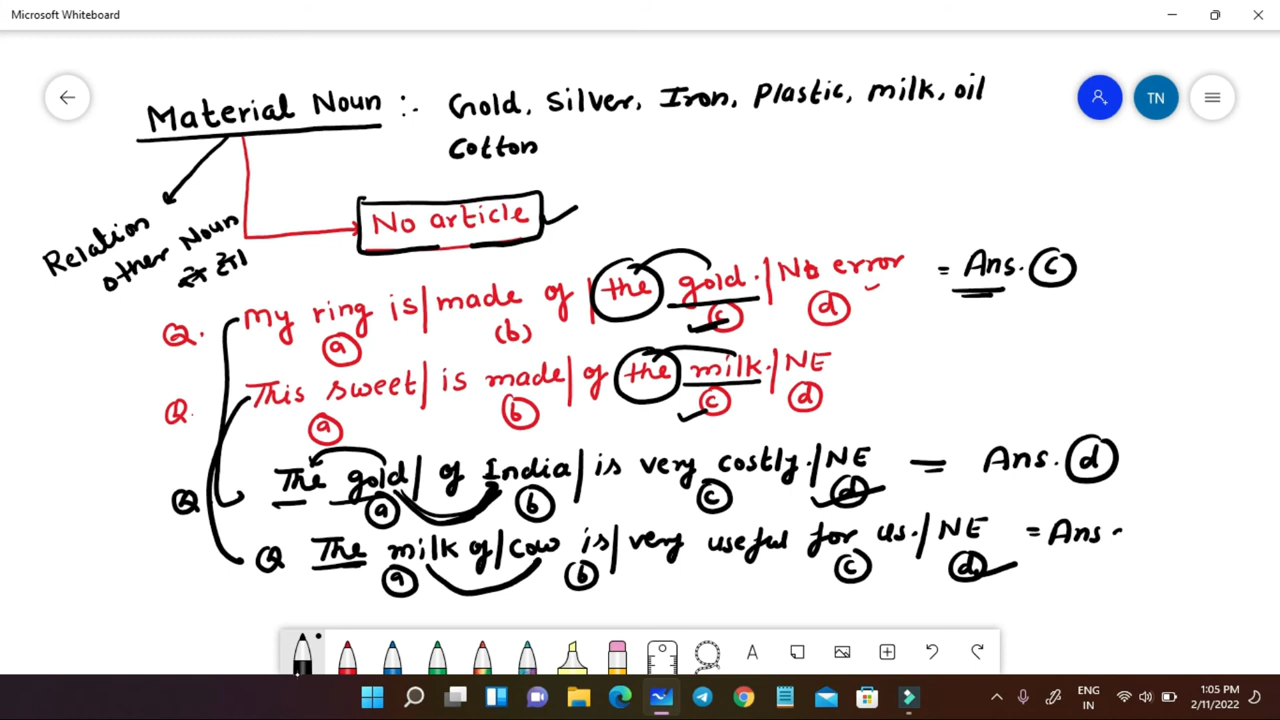 Microsoft Whiteboard
TN
Material Noun :- Gold, Silver, Iron, Plastic, milk, oil
Cotton
No article
Relation
other Noun
से हो
Q. My ring is / made of / the gold. / No error = Ans. (c)
(a) (b) (c) (d)
Q. This sweet / is made / of the milk. / NE
(a) (b) (c) (d)
Q The gold / of India / is very costly. / NE = Ans. (d)
(a) (b) (c) (d)
Q The milk of / cow is / very useful for us. / NE = Ans.
(a) (b) (c) (d)
A
ENG
IN
1:05 PM
2/11/2022